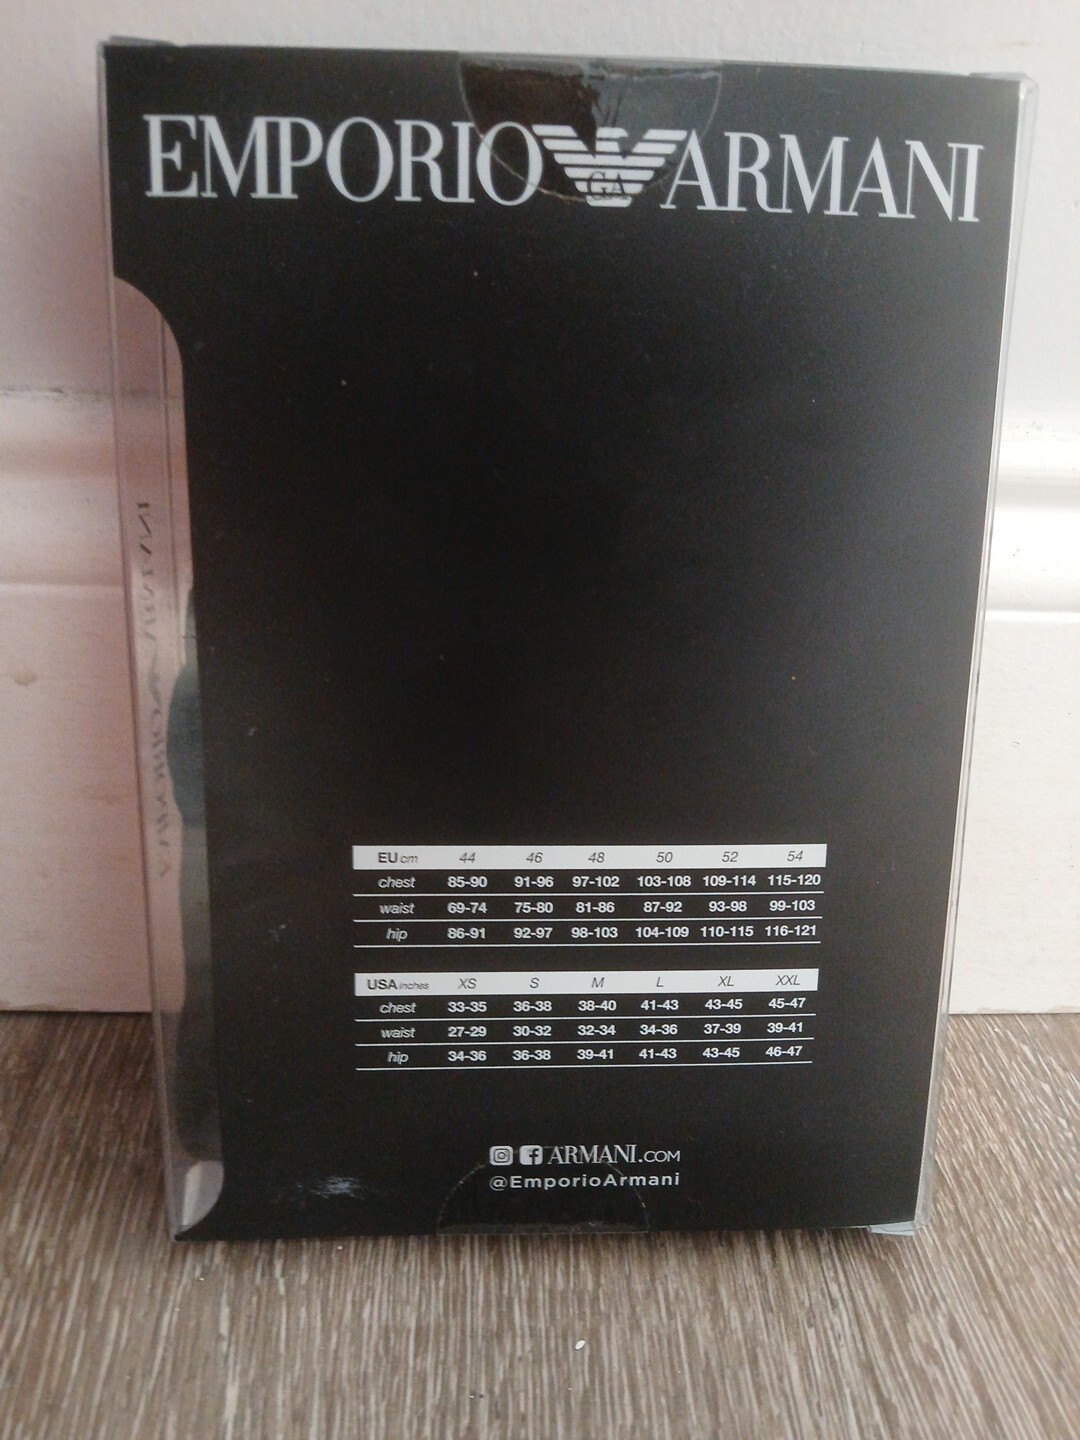 EMPORIO GA ARMANI
EU cm 44 46 48 50 52 54
chest 85-90 91-96 97-102 103-108 109-114 115-120
waist 69-74 75-80 81-86 87-92 93-98 99-103
hip 86-91 92-97 98-103 104-109 110-115 116-121
USA inches XS S M L XL XXL
chest 33-35 36-38 38-40 41-43 43-45 45-47
waist 27-29 30-32 32-34 34-36 37-39 39-41
hip 34-36 36-38 39-41 41-43 43-45 46-47
ARMANI.COM
@EmporioArmani